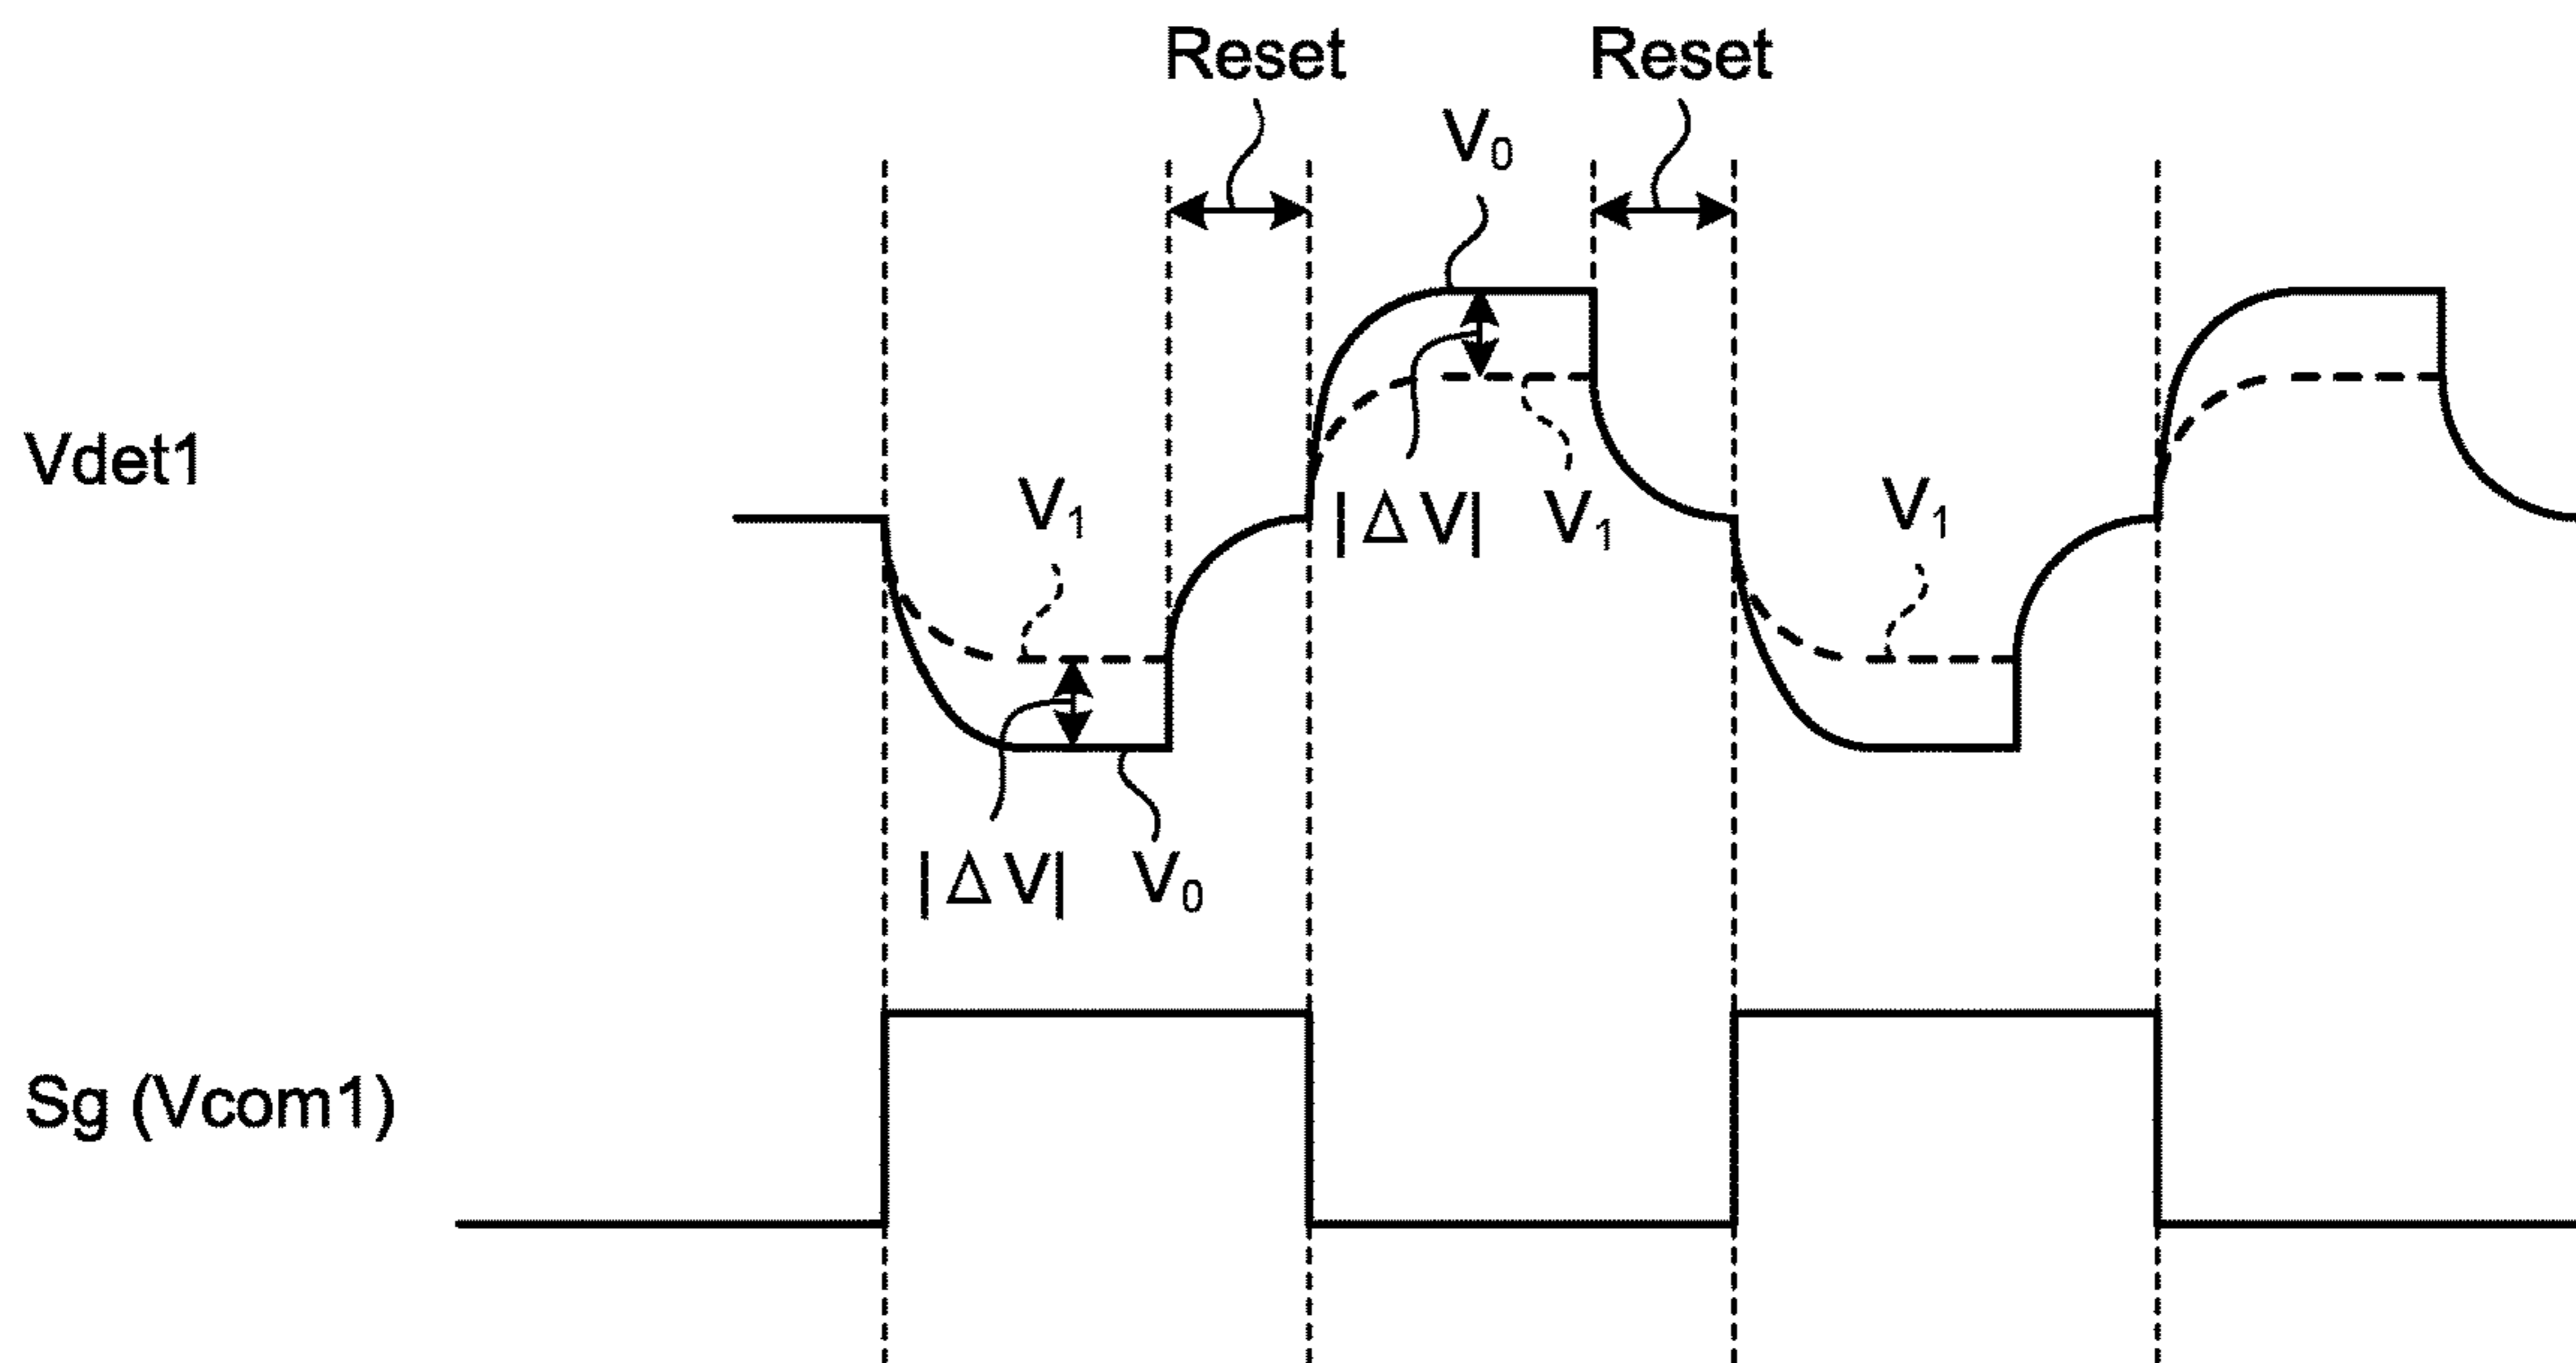 Reset Reset
V₀
Vdet1
V₁ |ΔV| V₁ V₁
|ΔV| V₀
Sg (Vcom1)